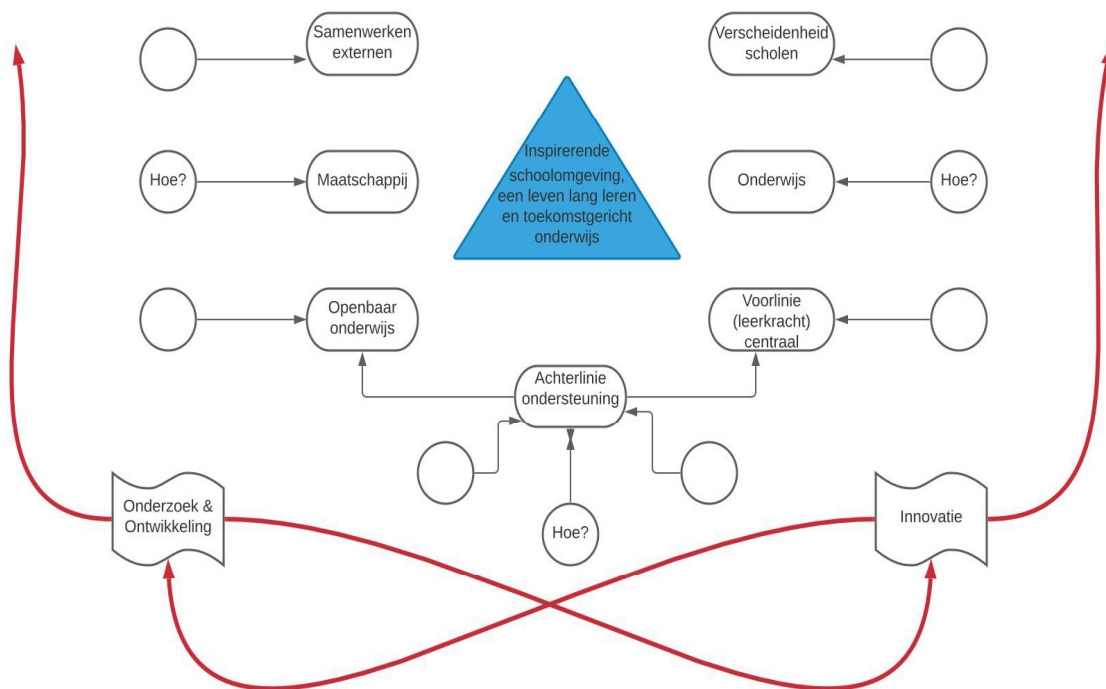 Samenwerken
externen
Verscheidenheid
scholen
Hoe?
Maatschappij
Inspirerende
schoolomgeving,
een leven lang leren
en toekomstgericht
onderwijs
Onderwijs
Hoe?
Openbaar
onderwijs
Voorlinie
(leerkracht)
centraal
Achterlinie
ondersteuning
Onderzoek &
Ontwikkeling
Hoe?
Innovatie